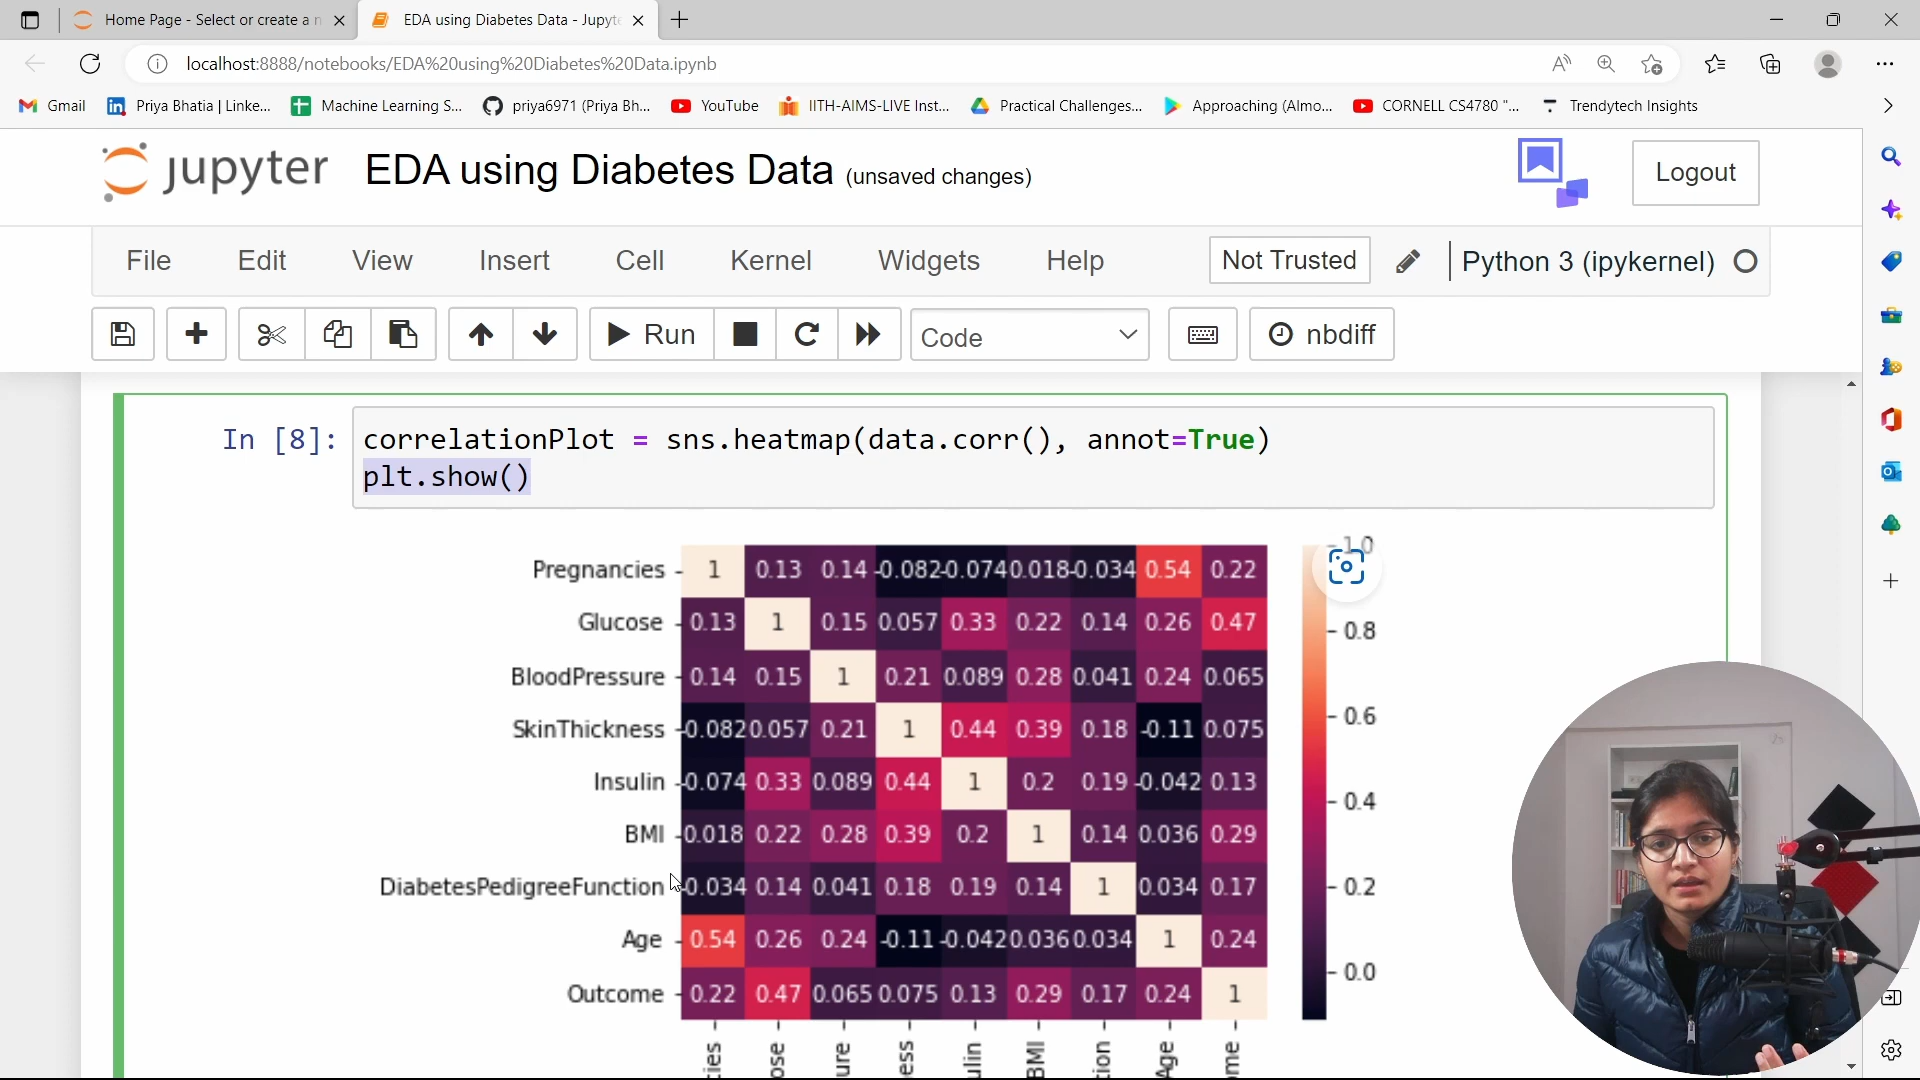 Home Page - Select or create a n
EDA using Diabetes Data - Jupyte
localhost:8888/notebooks/EDA%20using%20Diabetes%20Data.ipynb
Gmail
Priya Bhatia | Linke...
Machine Learning S...
priya6971 (Priya Bh...
YouTube
IITH-AIMS-LIVE Inst...
Practical Challenges...
Approaching (Almo...
CORNELL CS4780 "...
Trendytech Insights
jupyter
EDA using Diabetes Data (unsaved changes)
Logout
File
Edit
View
Insert
Cell
Kernel
Widgets
Help
Not Trusted
Python 3 (ipykernel)
Run
Code
nbdiff
In [8]:
correlationPlot = sns.heatmap(data.corr(), annot=True)
plt.show()
Pregnancies 1 0.13 0.14 -0.082 -0.074 0.018 -0.034 0.54 0.22
Glucose 0.13 1 0.15 0.057 0.33 0.22 0.14 0.26 0.47
BloodPressure 0.14 0.15 1 0.21 0.089 0.28 0.041 0.24 0.065
SkinThickness -0.082 0.057 0.21 1 0.44 0.39 0.18 -0.11 0.075
Insulin -0.074 0.33 0.089 0.44 1 0.2 0.19 -0.042 0.13
BMI 0.018 0.22 0.28 0.39 0.2 1 0.14 0.036 0.29
DiabetesPedigreeFunction -0.034 0.14 0.041 0.18 0.19 0.14 1 0.034 0.17
Age 0.54 0.26 0.24 -0.11 -0.042 0.036 0.034 1 0.24
Outcome 0.22 0.47 0.065 0.075 0.13 0.29 0.17 0.24 1
1.0
0.8
0.6
0.4
0.2
0.0
cies
ose
ure
ess
ulin
BMI
tion
Age
me